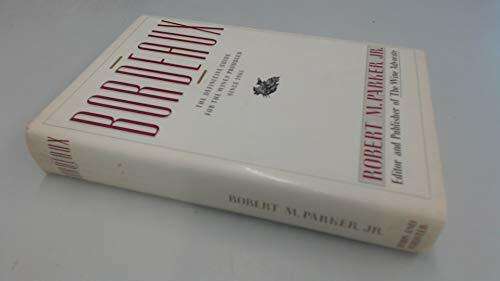 BORDEAUX
THE DEFINITIVE GUIDE
FOR THE WINES PRODUCED
SINCE 1961
ROBERT M. PARKER, JR.
Editor and Publisher of The Wine Advocate
ROBERT M. PARKER, JR.